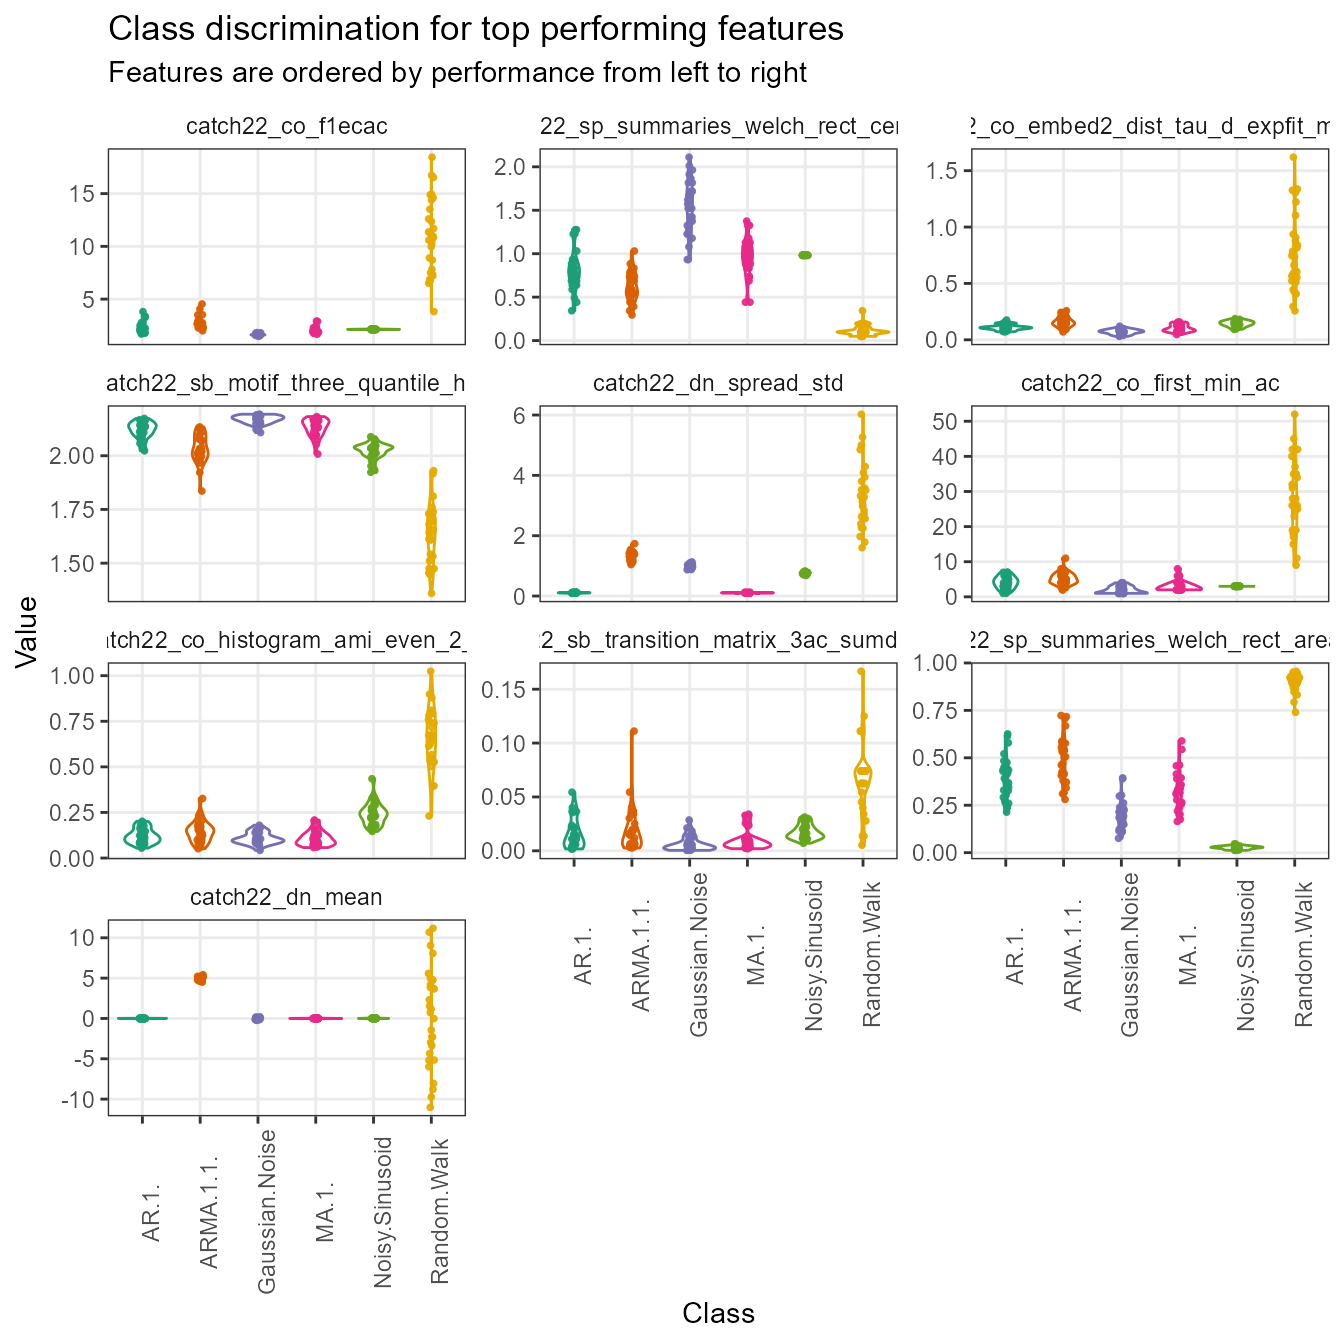 Class discrimination for top performing features
Features are ordered by performance from left to right
catch22_co_f1ecac
22_sp_summaries_welch_rect_cen
2_co_embed2_dist_tau_d_expfit_m
15
10
5
2.0
1.5
1.0
0.5
0.0
1.5
1.0
0.5
0.0
atch22_sb_motif_three_quantile_h
catch22_dn_spread_std
catch22_co_first_min_ac
2.00
1.75
1.50
6
4
2
0
50
40
30
20
10
0
Value
atch22_co_histogram_ami_even_2_
22_sb_transition_matrix_3ac_sumd
22_sp_summaries_welch_rect_area
1.00
0.75
0.50
0.25
0.00
0.15
0.10
0.05
0.00
1.00
0.75
0.50
0.25
0.00
AR.1.
ARMA.1.1.
Gaussian.Noise
MA.1.
Noisy.Sinusoid
Random.Walk
AR.1.
ARMA.1.1.
Gaussian.Noise
MA.1.
Noisy.Sinusoid
Random.Walk
catch22_dn_mean
10
5
0
-5
-10
AR.1.
ARMA.1.1.
Gaussian.Noise
MA.1.
Noisy.Sinusoid
Random.Walk
Class